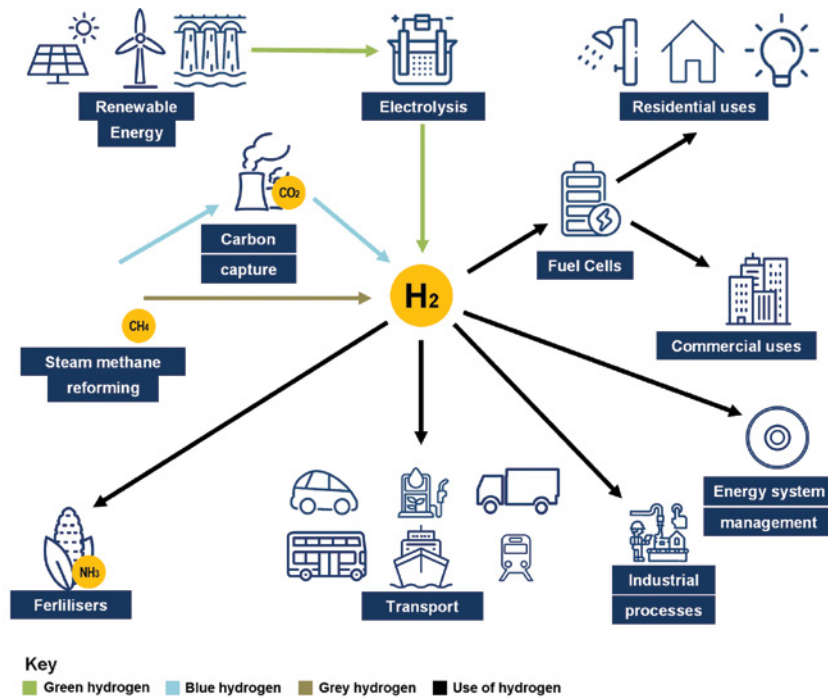 Renewable
Energy
Electrolysis
Residential uses
CO₂
Carbon
capture
Fuel Cells
H₂
CH₄
Steam methane
reforming
Commercial uses
Energy system
management
NH₃
Ferlilisers
Transport
Industrial
processes
Key
Green hydrogen
Blue hydrogen
Grey hydrogen
Use of hydrogen